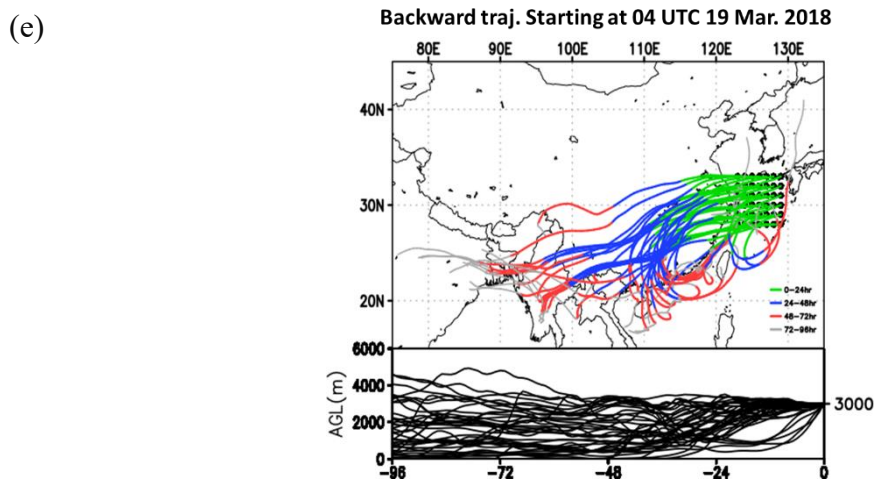 (e)
Backward traj. Starting at 04 UTC 19 Mar. 2018
80E 90E 100E 110E 120E 130E
40N
30N
20N
0-24hr
24-48hr
48-72hr
72-96hr
6000
4000
2000
0
AGL(m)
3000
-96 -72 -48 -24 0